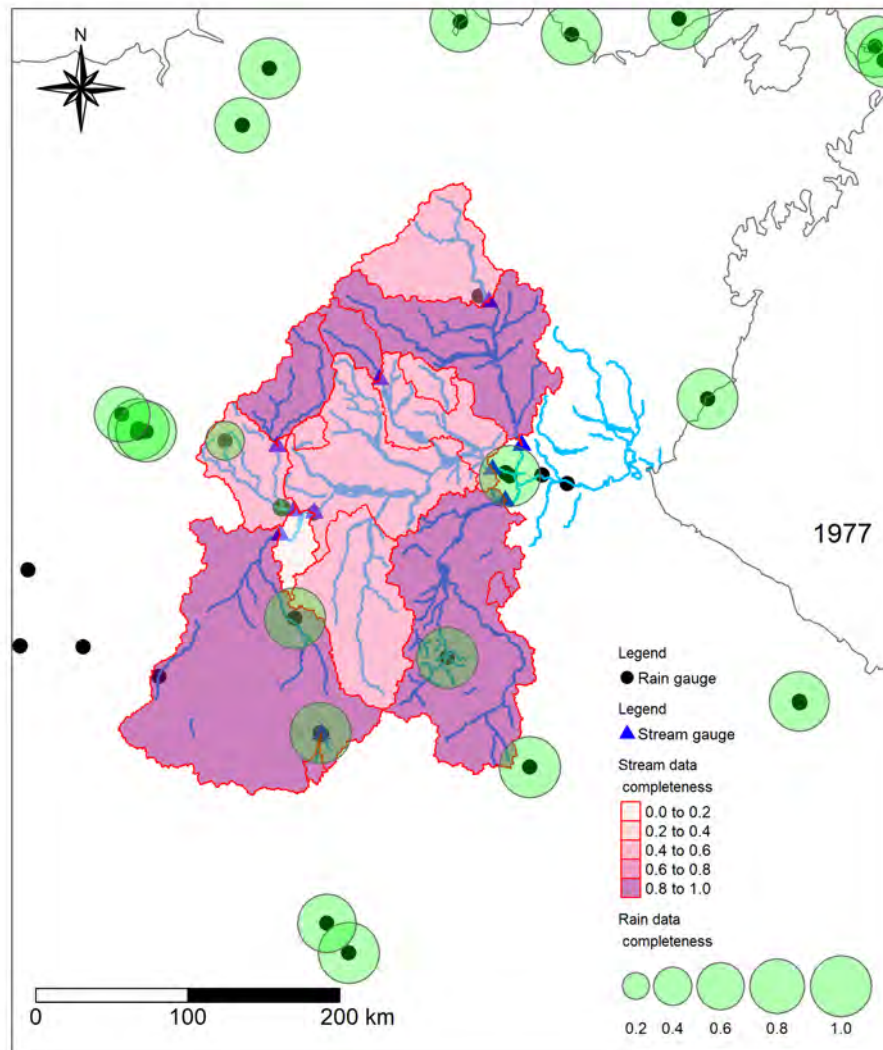 N
1977
Legend
Rain gauge
Legend
Stream gauge
Stream data
completeness
0.0 to 0.2
0.2 to 0.4
0.4 to 0.6
0.6 to 0.8
0.8 to 1.0
Rain data
completeness
0.2 0.4 0.6 0.8 1.0
0 100 200 km